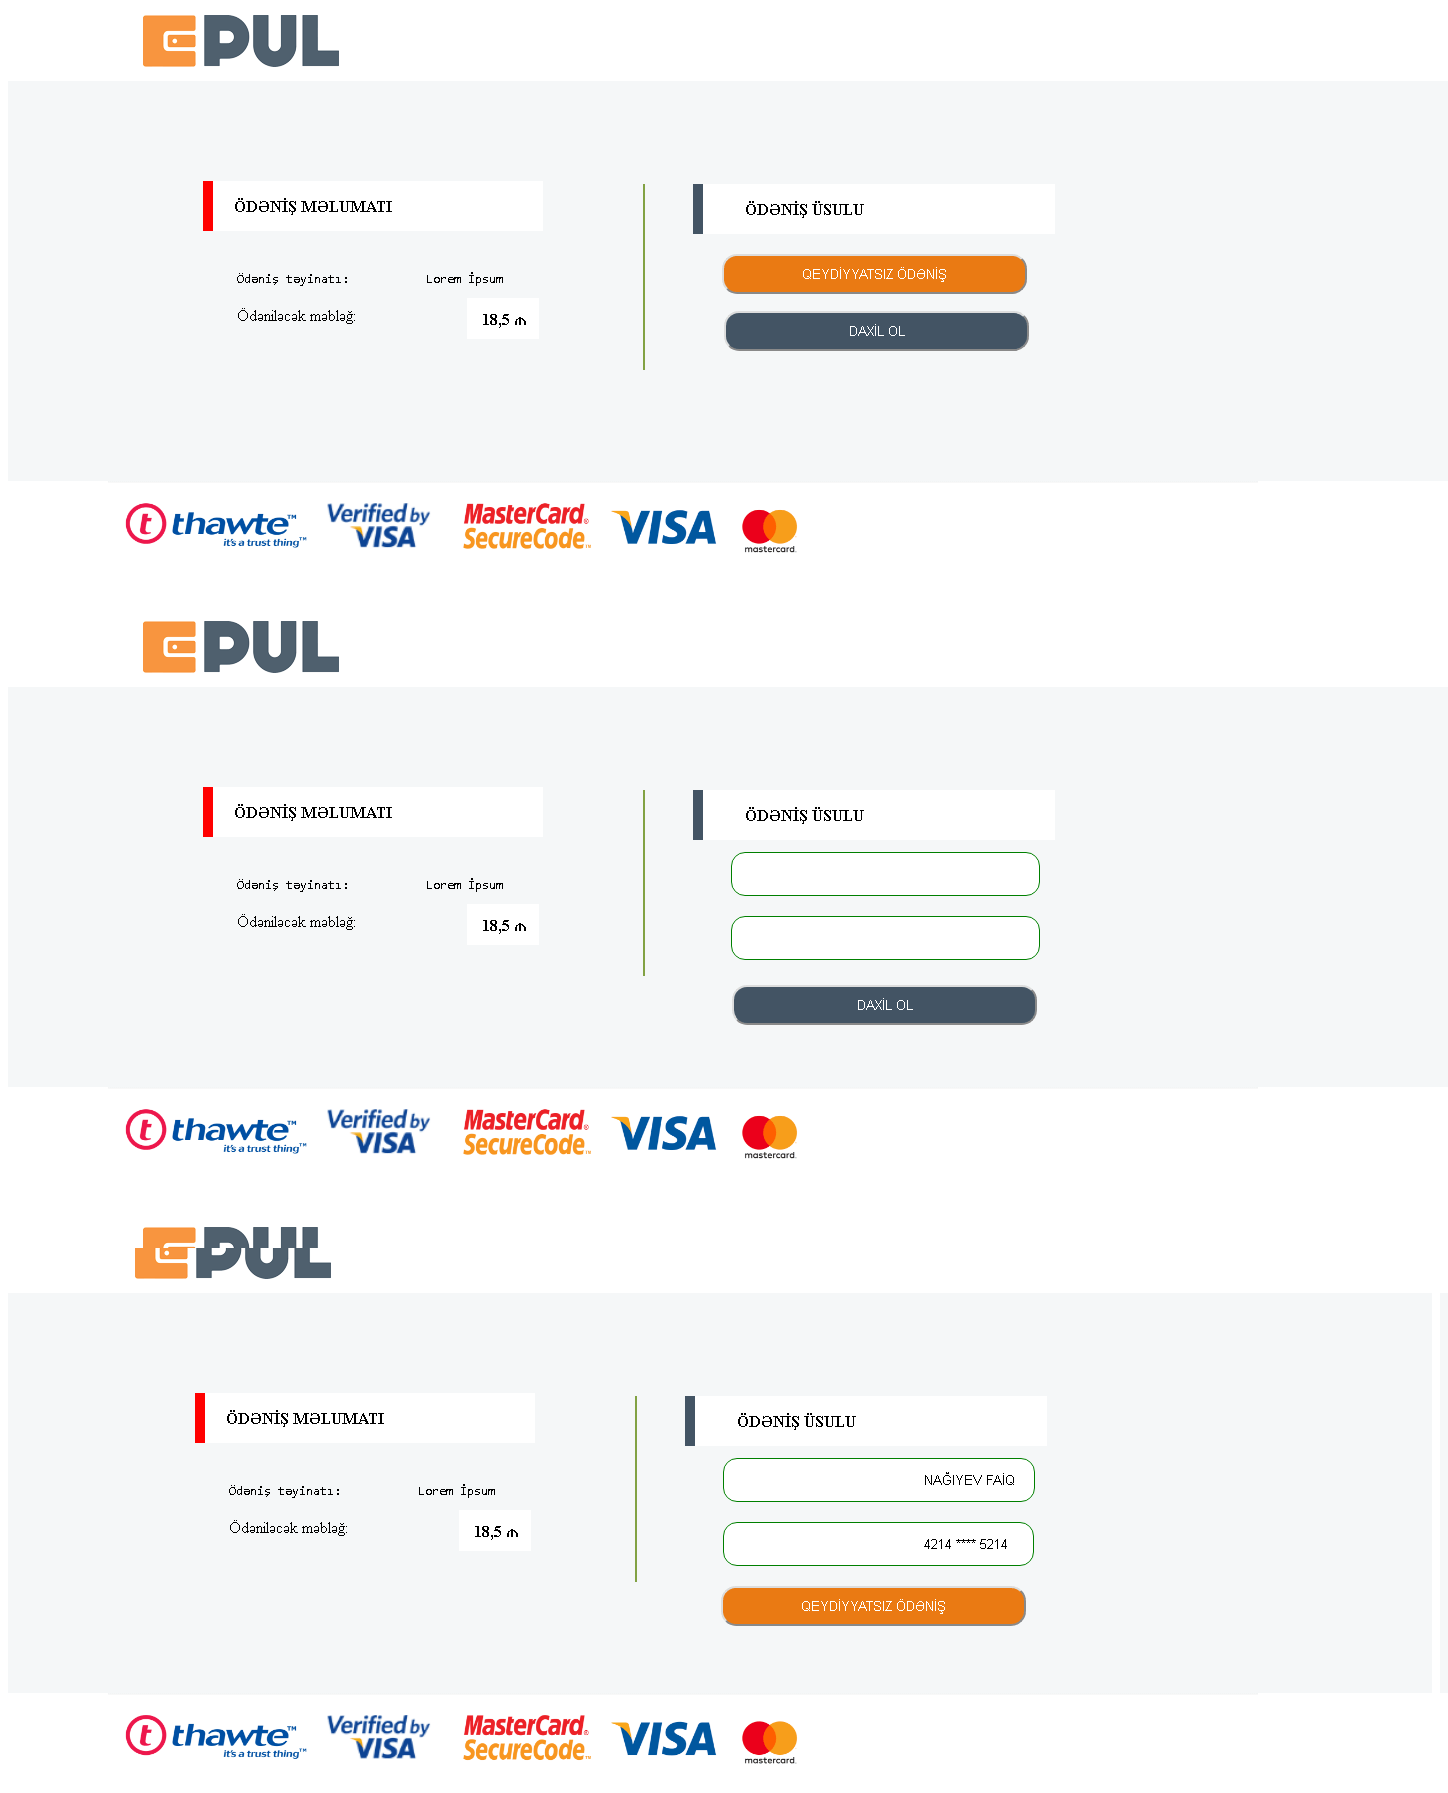 EPUL
ÖDƏNİŞ MƏLUMATI
ÖDƏNİŞ ÜSULU
Ödəniş təyinatı: Lorem İpsum
QEYDİYYATSIZ ÖDƏNİŞ
Ödəniləcək məbləğ: 18,5 ₼
DAXİL OL
thawte™ it's a trust thing™
Verified by VISA
MasterCard® SecureCode™
VISA
mastercard.
EPUL
ÖDƏNİŞ MƏLUMATI
ÖDƏNİŞ ÜSULU
Ödəniş təyinatı: Lorem İpsum
Ödəniləcək məbləğ: 18,5 ₼
DAXİL OL
thawte™ it's a trust thing™
Verified by VISA
MasterCard® SecureCode™
VISA
mastercard.
EPUL
ÖDƏNİŞ MƏLUMATI
ÖDƏNİŞ ÜSULU
Ödəniş təyinatı: Lorem İpsum
NAĞIYEV FAİQ
Ödəniləcək məbləğ: 18,5 ₼
4214 **** 5214
QEYDİYYATSIZ ÖDƏNİŞ
thawte™ it's a trust thing™
Verified by VISA
MasterCard® SecureCode™
VISA
mastercard.